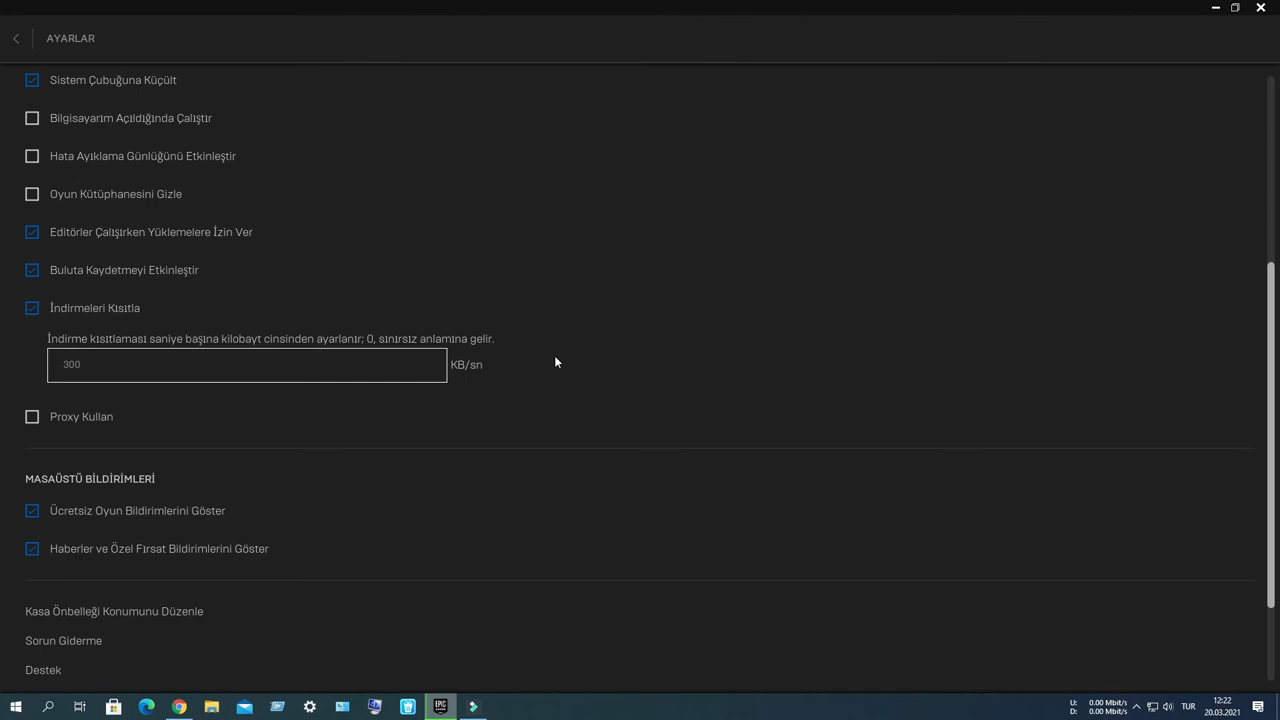 AYARLAR
Sistem Çubuğuna Küçült
Bilgisayarım Açıldığında Çalıştır
Hata Ayıklama Günlüğünü Etkinleştir
Oyun Kütüphanesini Gizle
Editörler Çalışırken Yüklemelere İzin Ver
Buluta Kaydetmeyi Etkinleştir
İndirmeleri Kısıtla
İndirme kısıtlaması saniye başına kilobayt cinsinden ayarlanır; 0, sınırsız anlamına gelir.
300 KB/sn
Proxy Kullan
MASAÜSTÜ BİLDİRİMLERİ
Ücretsiz Oyun Bildirimlerini Göster
Haberler ve Özel Fırsat Bildirimlerini Göster
Kasa Önbelleği Konumunu Düzenle
Sorun Giderme
Destek
EPIC GAMES
U: 0.00 Mbit/s
D: 0.00 Mbit/s
TUR
12:22
20.03.2021